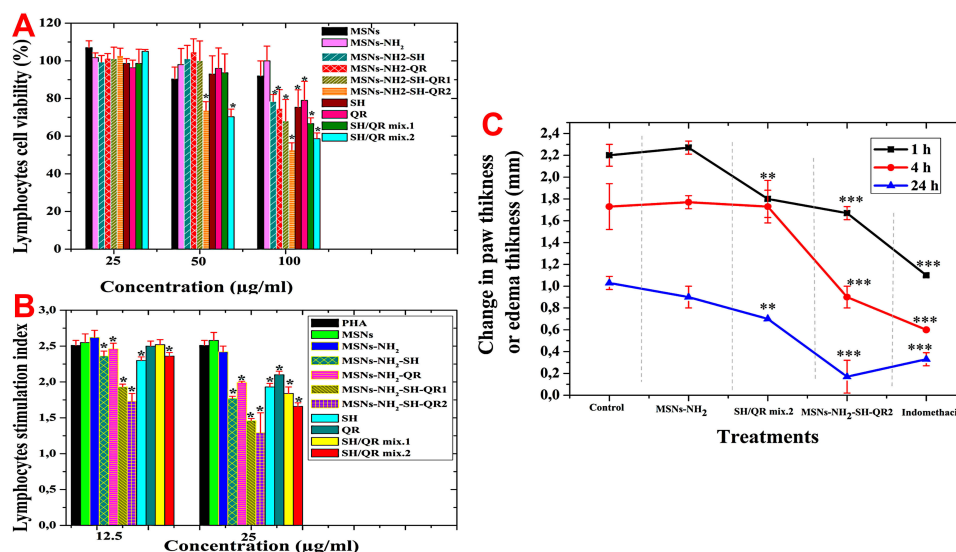 A
120
100
80
60
40
20
0
Lymphocytes cell viability (%)
MSNs
MSNs-NH2
MSNs-NH2-SH
MSNs-NH2-QR
MSNs-NH2-SH-QR1
MSNs-NH2-SH-QR2
SH
QR
SH/QR mix.1
SH/QR mix.2
* * * * * * * * *
25 50 100
Concentration (µg/ml)
B
3,0
2,5
2,0
1,5
1,0
0,5
0,0
Lymphocytes stimulation index
PHA
MSNs
MSNs-NH2
MSNs-NH2-SH
MSNs-NH2-QR
MSNs-NH2-SH-QR1
MSNs-NH2-SH-QR2
SH
QR
SH/QR mix.1
SH/QR mix.2
* * * * * * * * * * * * * *
12.5 25
Concentration (µg/ml)
C
2,4
2,2
2,0
1,8
1,6
1,4
1,2
1,0
0,8
0,6
0,4
0,2
0,0
Change in paw thikness
or edema thikness (mm)
1 h
4 h
24 h
** *** ***
*** ***
** *** ***
Control MSNs-NH2 SH/QR mix.2 MSNs-NH2-SH-QR2 Indomethaci
Treatments